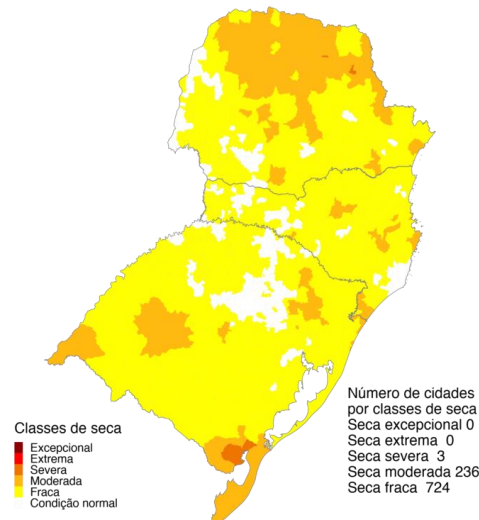 Número de cidades
por classes de seca
Seca excepcional 0
Seca extrema 0
Seca severa 3
Seca moderada 236
Seca fraca 724
Classes de seca
Excepcional
Extrema
Severa
Moderada
Fraca
Condição normal